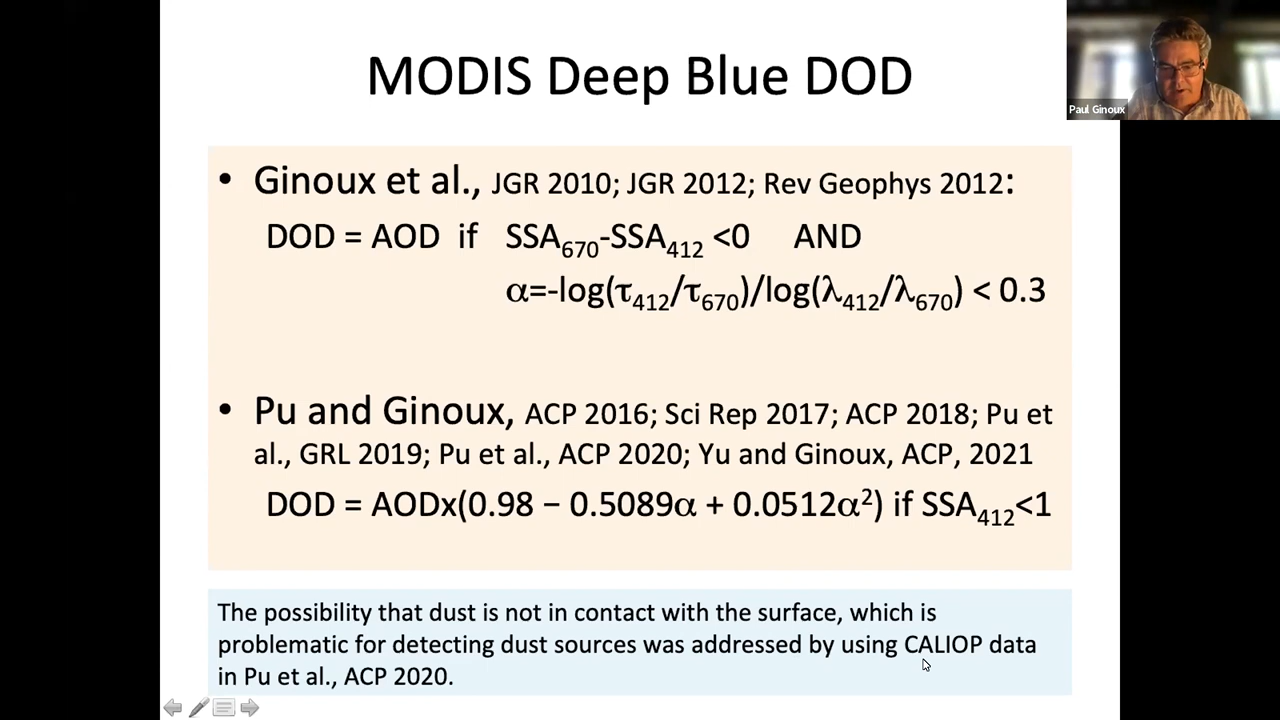 MODIS Deep Blue DOD
Paul Ginoux
• Ginoux et al., JGR 2010; JGR 2012; Rev Geophys 2012:
DOD = AOD if SSA₆₇₀-SSA₄₁₂ <0 AND
α=-log(τ₄₁₂/τ₆₇₀)/log(λ₄₁₂/λ₆₇₀) < 0.3
• Pu and Ginoux, ACP 2016; Sci Rep 2017; ACP 2018; Pu et
al., GRL 2019; Pu et al., ACP 2020; Yu and Ginoux, ACP, 2021
DOD = AODx(0.98 − 0.5089α + 0.0512α²) if SSA₄₁₂<1
The possibility that dust is not in contact with the surface, which is
problematic for detecting dust sources was addressed by using CALIOP data
in Pu et al., ACP 2020.